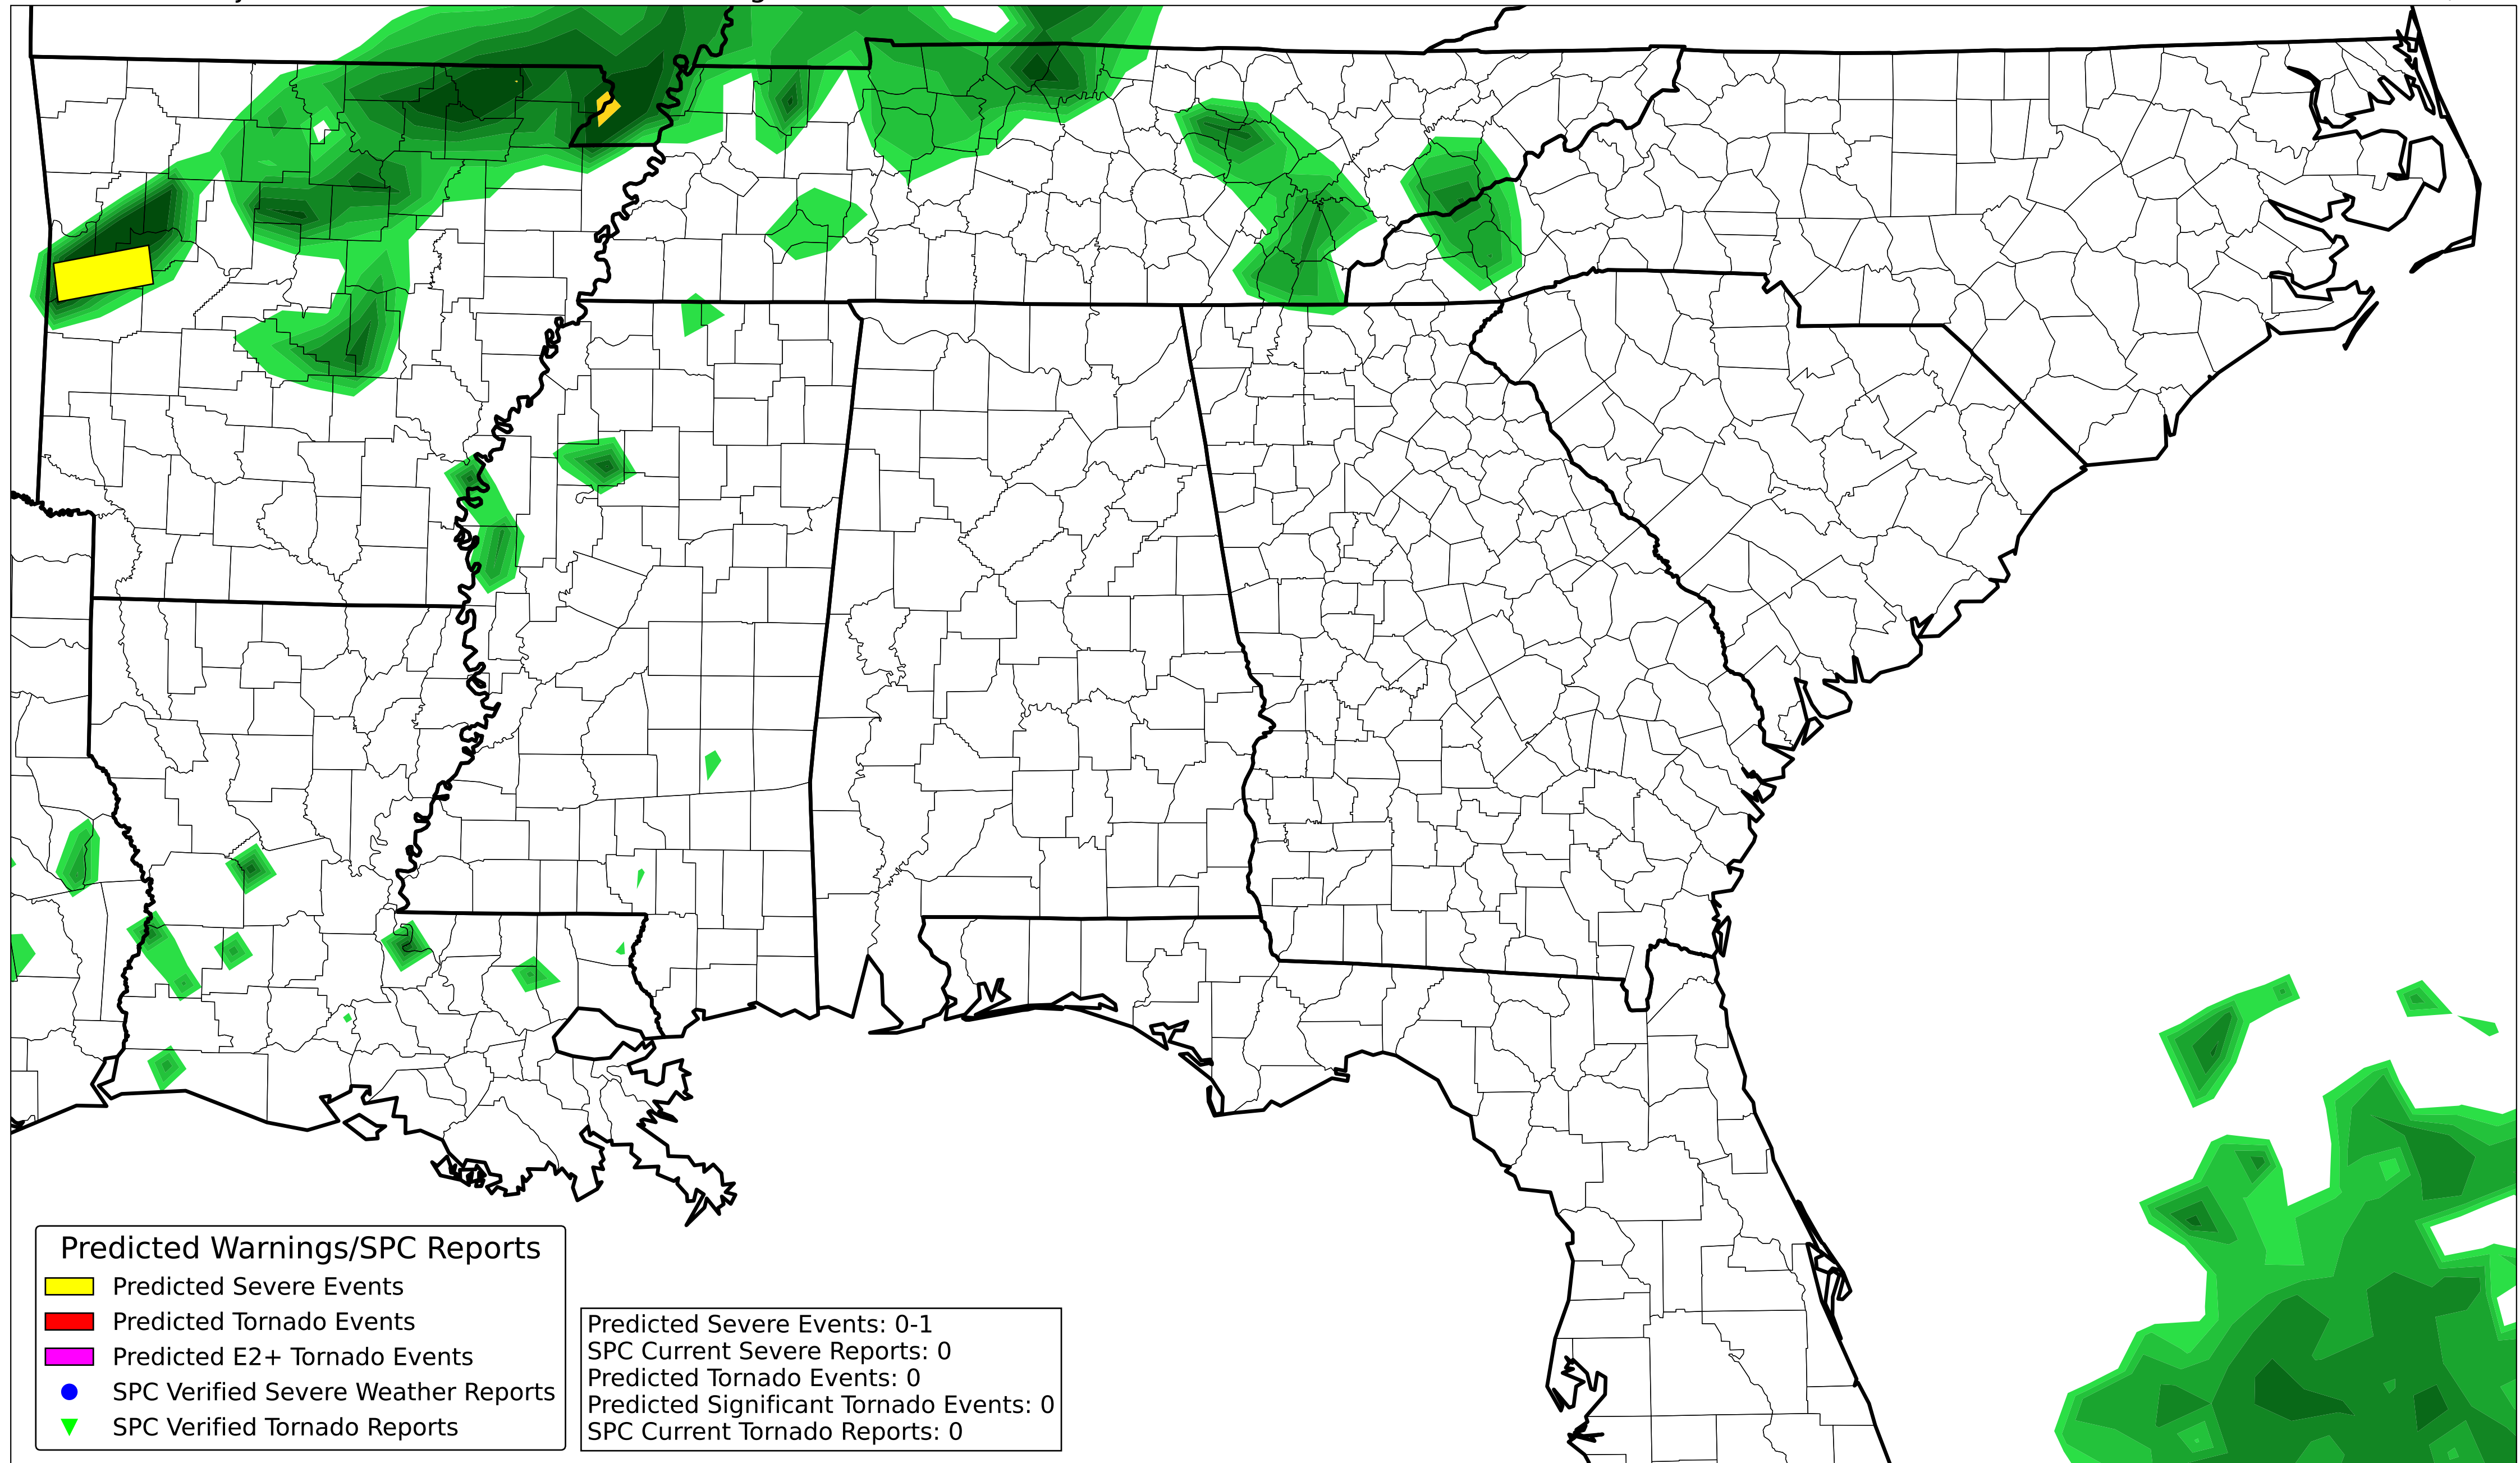 Predicted Warnings/SPC Reports
Predicted Severe Events
Predicted Tornado Events
Predicted E2+ Tornado Events
SPC Verified Severe Weather Reports
SPC Verified Tornado Reports
Predicted Severe Events: 0-1
SPC Current Severe Reports: 0
Predicted Tornado Events: 0
Predicted Significant Tornado Events: 0
SPC Current Tornado Reports: 0